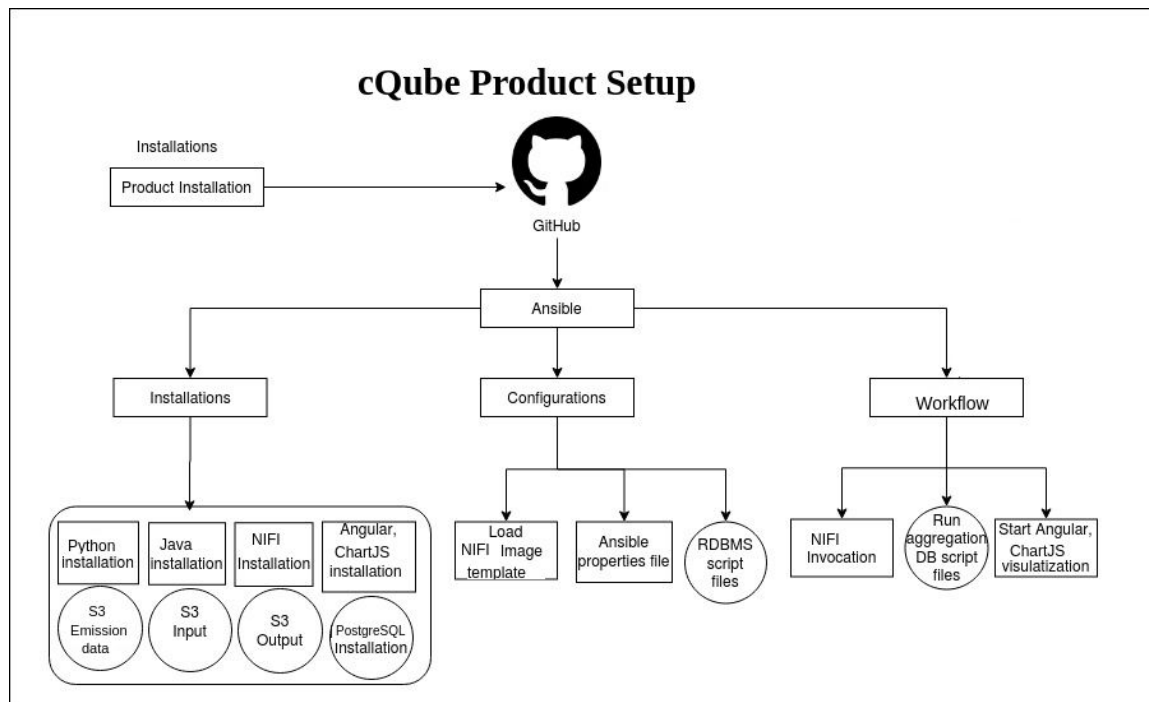 cQube Product Setup
Installations
Product Installation
GitHub
Ansible
Installations
Configurations
Workflow
Python
installation
Java
installation
NIFI
Installation
Angular,
ChartJS
installation
S3
Emission
data
S3
Input
S3
Output
PostgreSQL
Installation
Load
NIFI Image
template
Ansible
properties file
RDBMS
script
files
NIFI
Invocation
Run
aggregation
DB script
files
Start Angular,
ChartJS
visulatization